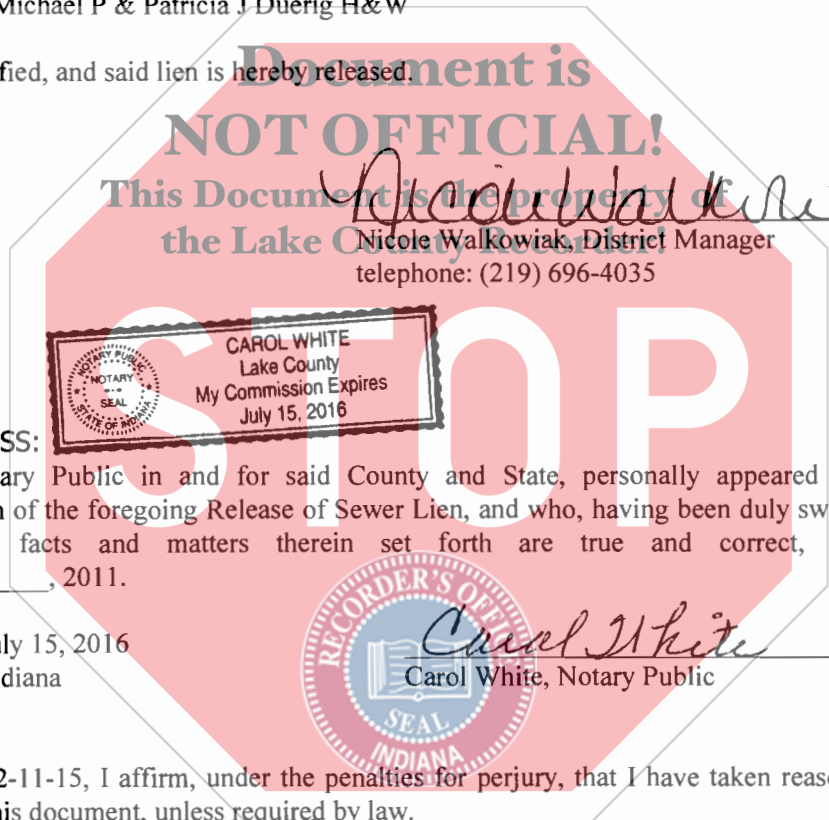 Michael P & Patricia J Duerig H&W
fied, and said lien is hereby released.
Document is
NOT OFFICIAL!
This Document is the property of
the Lake County Recorder!
Nicole Walkowi
Nicole Walkowiak, District Manager
telephone: (219) 696-4035
STOP
CAROL WHITE
Lake County
My Commission Expires
July 15, 2016
NOTARY PUBLIC
NOTARY
SEAL
STATE OF INDIANA
SS:
ary Public in and for said County and State, personally appeared
n of the foregoing Release of Sewer Lien, and who, having been duly sw
facts and matters therein set forth are true and correct,
____, 2011.
RECORDER'S OFFICE
SEAL
INDIANA
ly 15, 2016
Carol White
diana
Carol White, Notary Public
2-11-15, I affirm, under the penalties for perjury, that I have taken reas
his document, unless required by law.